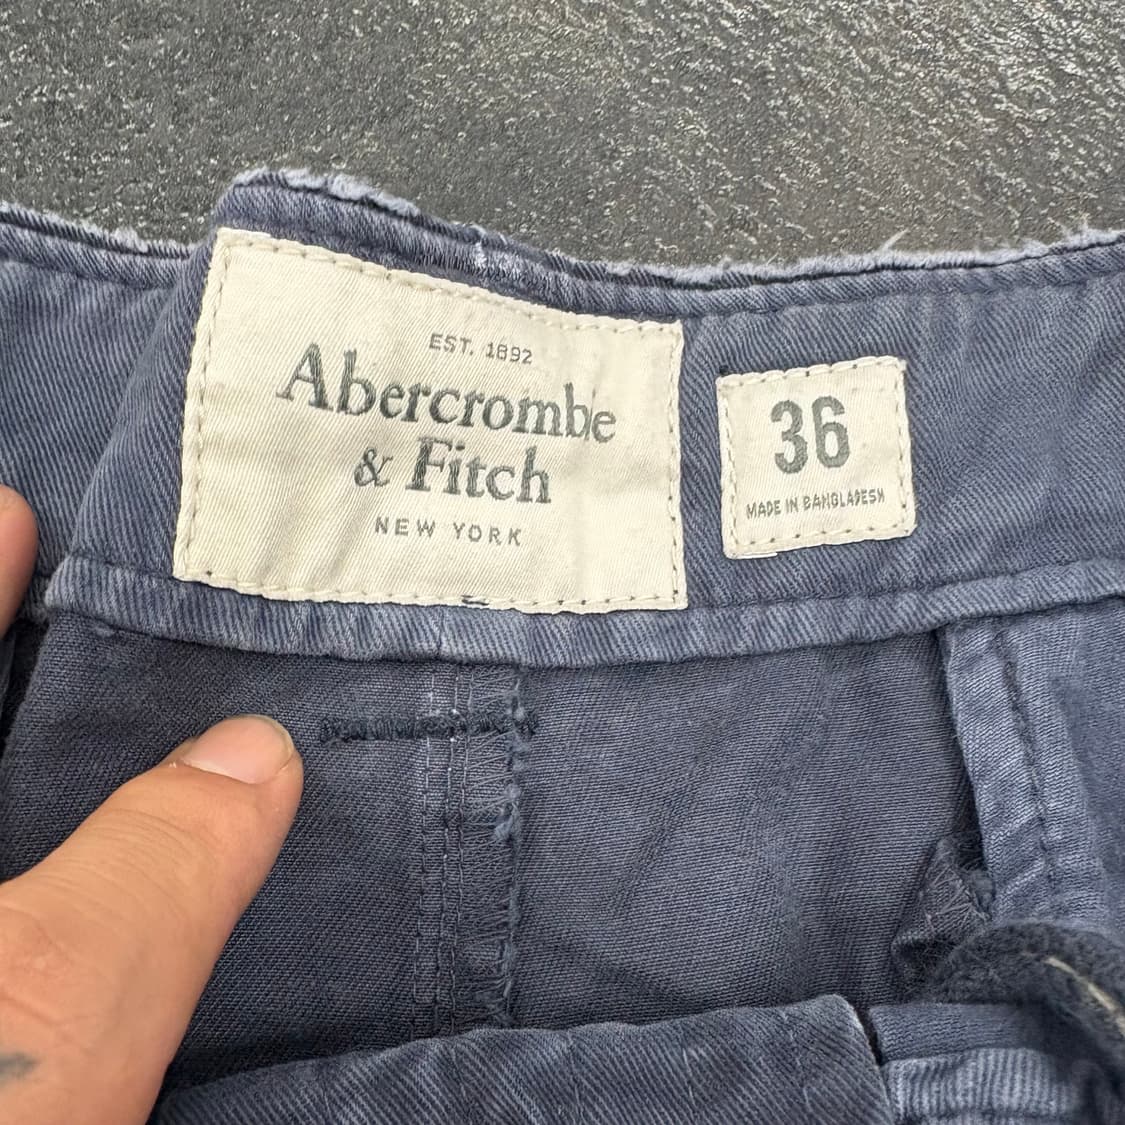 EST. 1892
Abercrombie
& Fitch
NEW YORK
36
MADE IN BANGLADESH